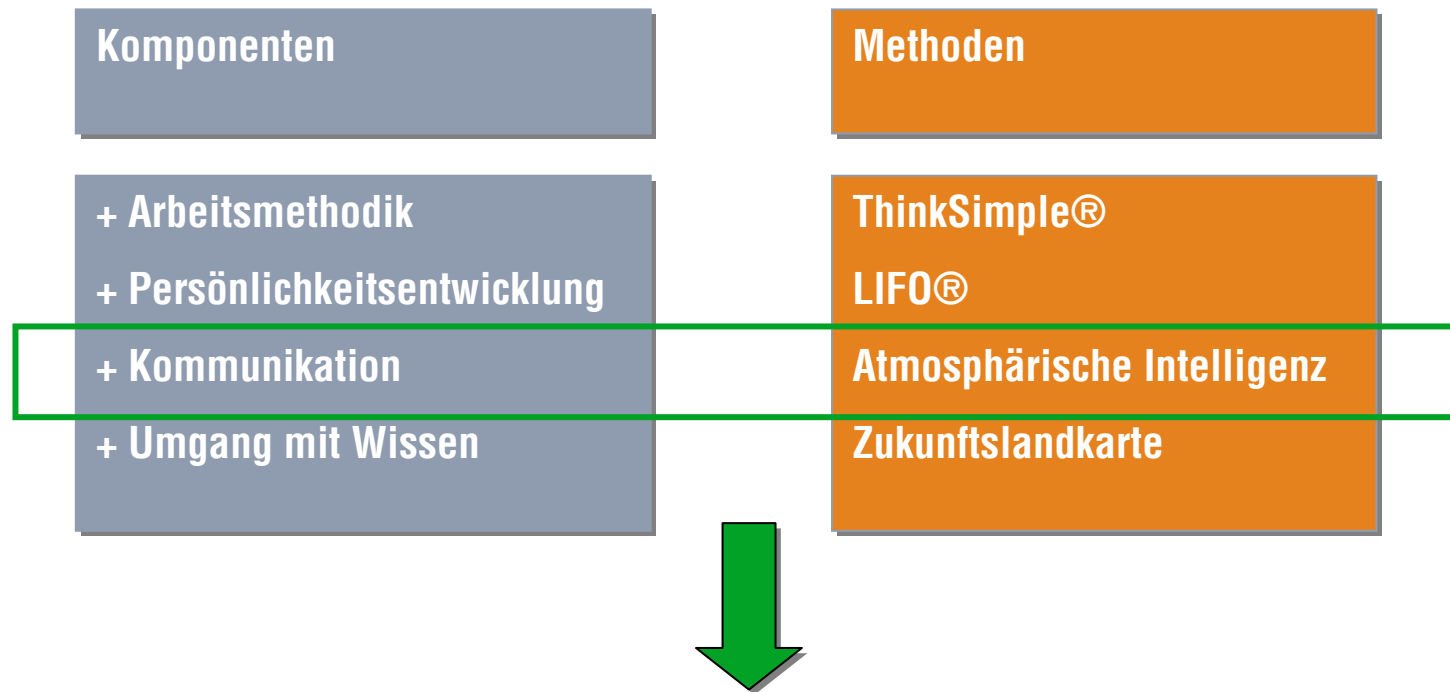 Komponenten
Methoden
+ Arbeitsmethodik
ThinkSimple®
+ Persönlichkeitsentwicklung
LIFO®
+ Kommunikation
Atmosphärische Intelligenz
+ Umgang mit Wissen
Zukunftslandkarte